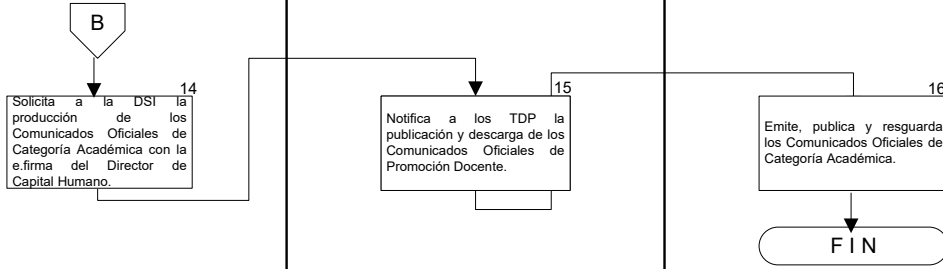 B
14
Solicita a la DSI la
producción de los
Comunicados Oficiales de
Categoría Académica con la
e.firma del Director de
Capital Humano.
15
Notifica a los TDP la
publicación y descarga de los
Comunicados Oficiales de
Promoción Docente.
16
Emite, publica y resguarda
los Comunicados Oficiales de
Categoría Académica.
F I N